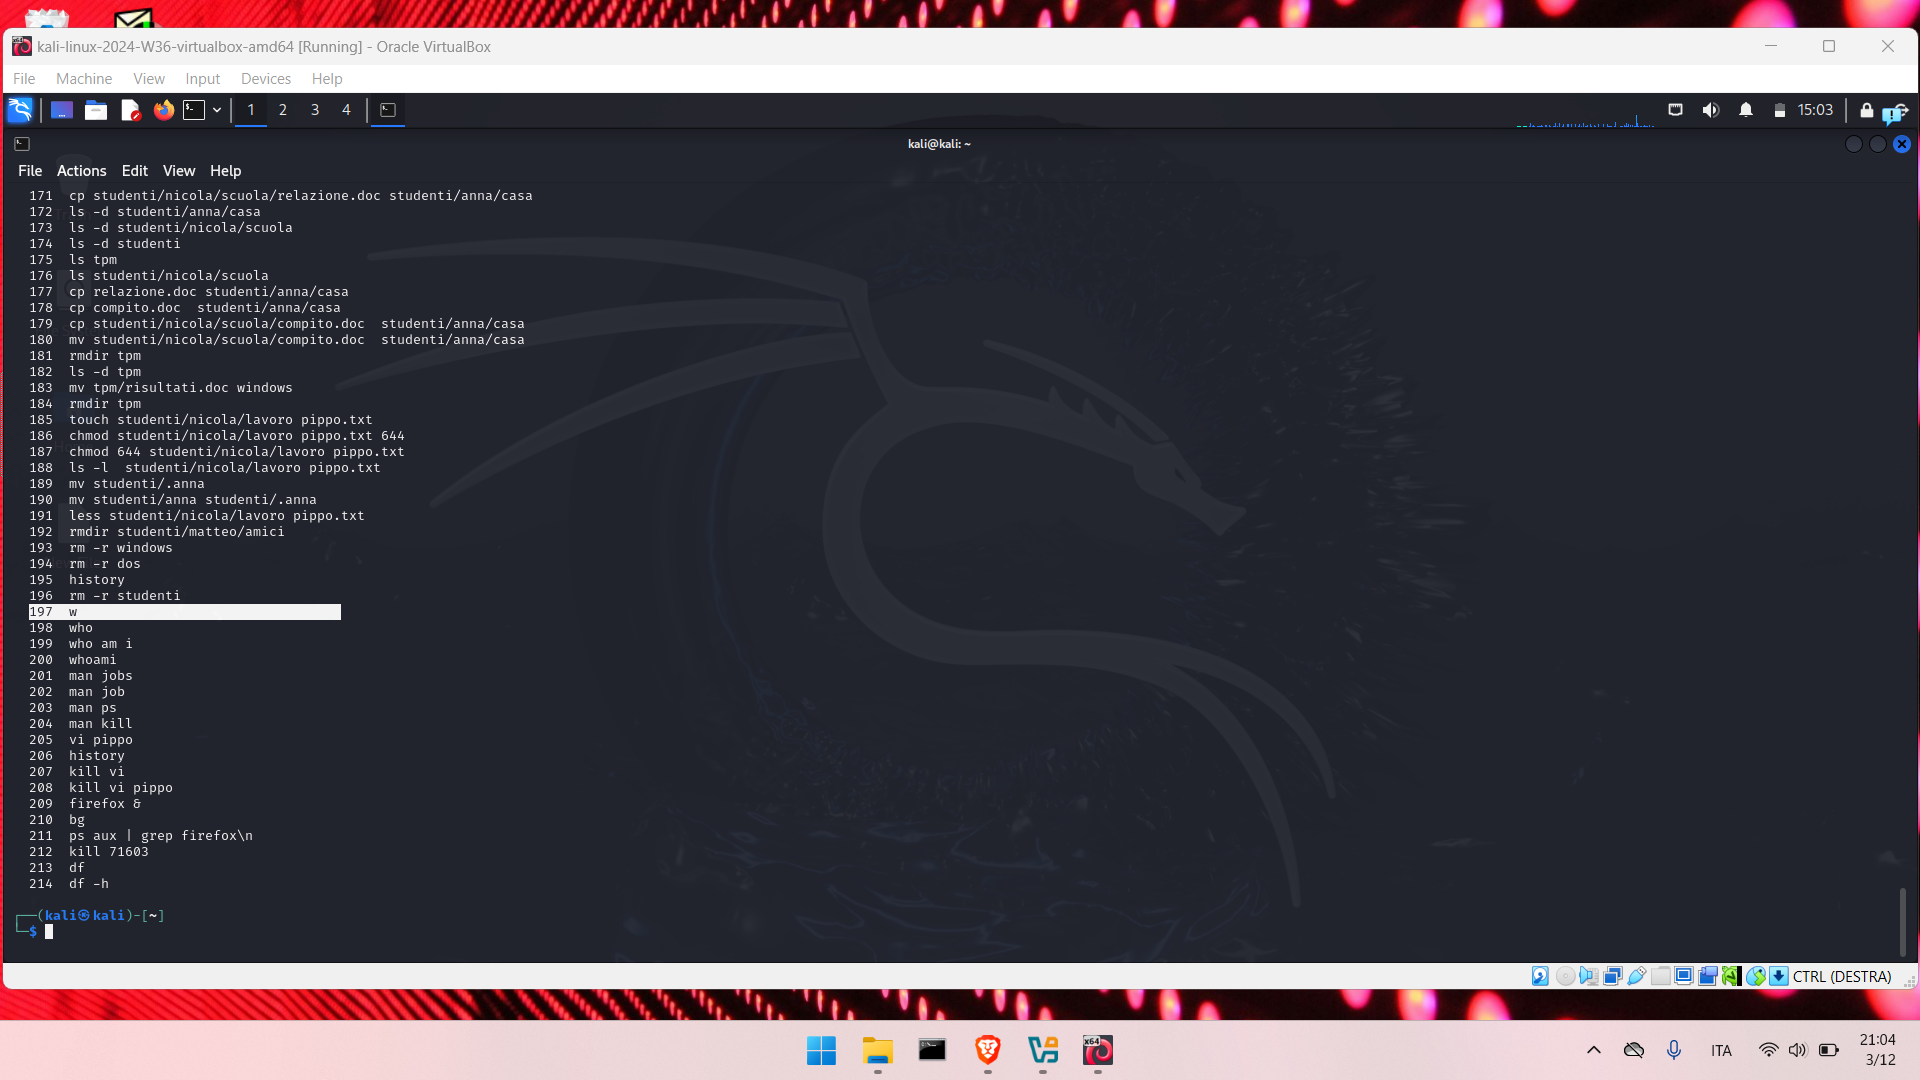 kali-linux-2024-W36-virtualbox-amd64 [Running] - Oracle VirtualBox
File Machine View Input Devices Help
1 2 3 4 15:03
kali@kali: ~
File Actions Edit View Help
171 cp studenti/nicola/scuola/relazione.doc studenti/anna/casa
172 ls -d studenti/anna/casa
173 ls -d studenti/nicola/scuola
174 ls -d studenti
175 ls tpm
176 ls studenti/nicola/scuola
177 cp relazione.doc studenti/anna/casa
178 cp compito.doc  studenti/anna/casa
179 cp studenti/nicola/scuola/compito.doc  studenti/anna/casa
180 mv studenti/nicola/scuola/compito.doc  studenti/anna/casa
181 rmdir tpm
182 ls -d tpm
183 mv tpm/risultati.doc windows
184 rmdir tpm
185 touch studenti/nicola/lavoro pippo.txt
186 chmod studenti/nicola/lavoro pippo.txt 644
187 chmod 644 studenti/nicola/lavoro pippo.txt
188 ls -l  studenti/nicola/lavoro pippo.txt
189 mv studenti/.anna
190 mv studenti/anna studenti/.anna
191 less studenti/nicola/lavoro pippo.txt
192 rmdir studenti/matteo/amici
193 rm -r windows
194 rm -r dos
195 history
196 rm -r studenti
197 w
198 who
199 who am i
200 whoami
201 man jobs
202 man job
203 man ps
204 man kill
205 vi pippo
206 history
207 kill vi
208 kill vi pippo
209 firefox &
210 bg
211 ps aux | grep firefox\n
212 kill 71603
213 df
214 df -h
┌──(kali㉿kali)-[~]
└─$
CTRL (DESTRA)
ITA
21:04
3/12